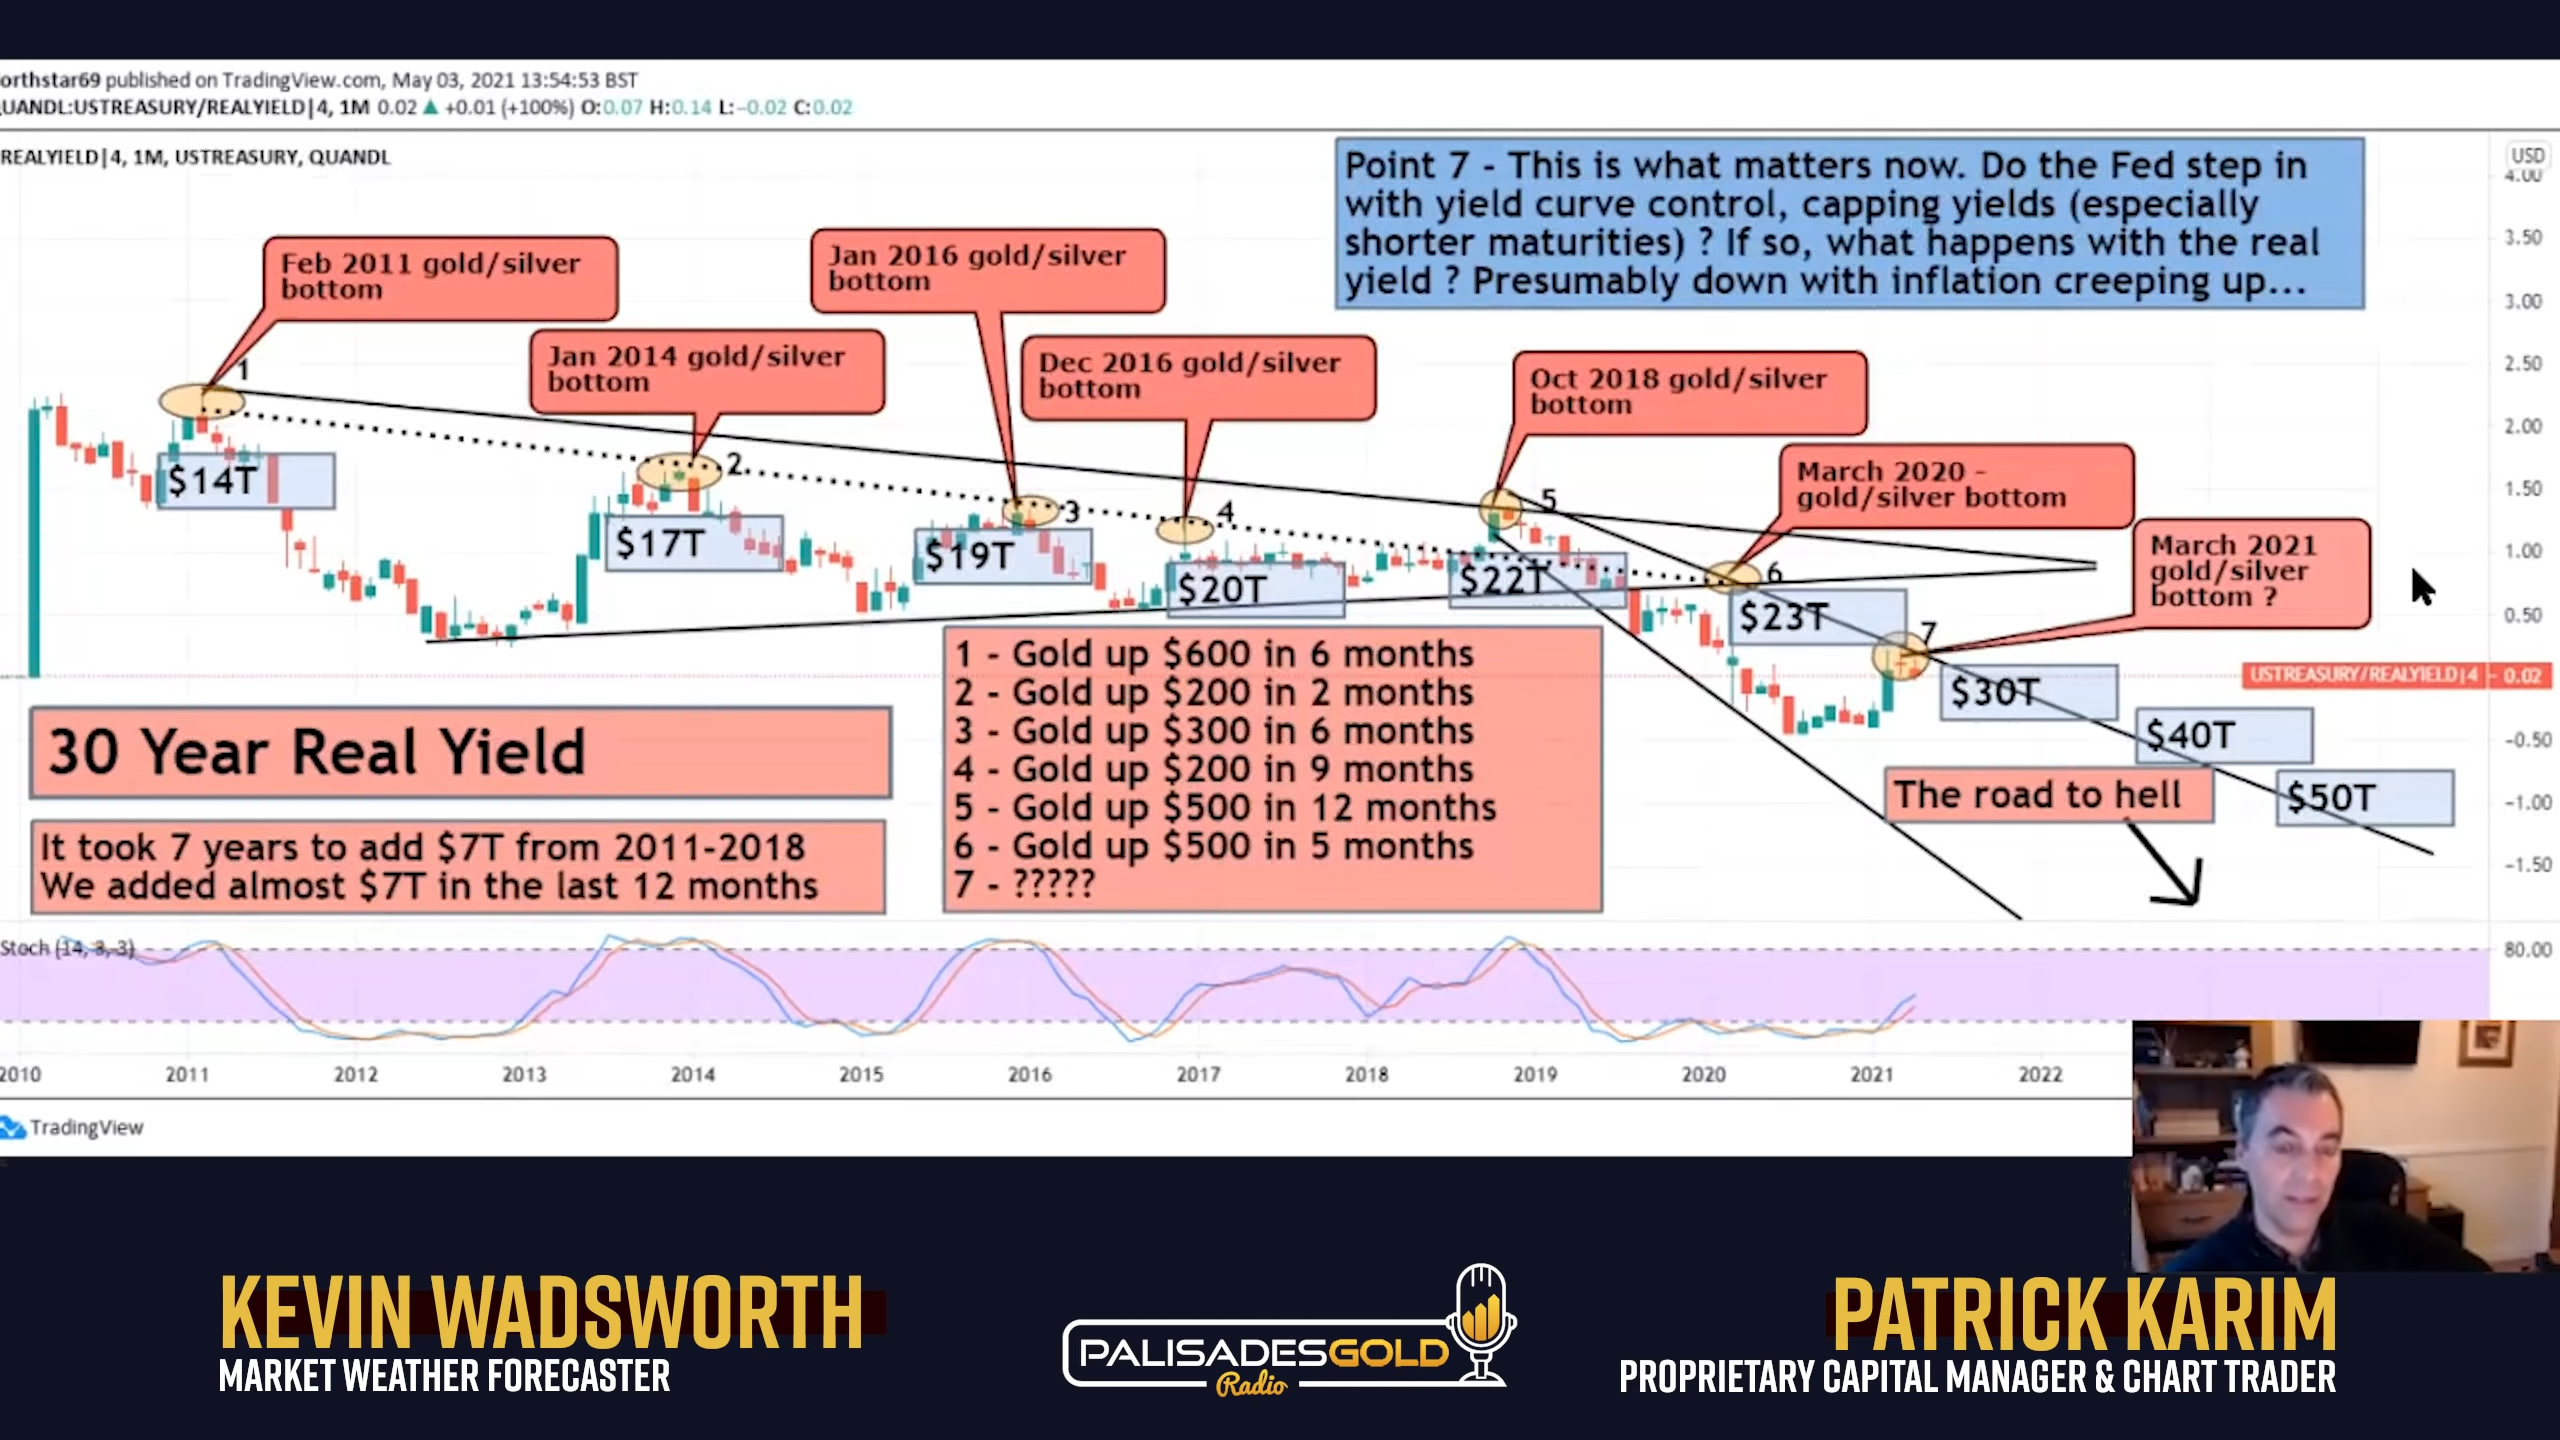 orthstar69 published on TradingView.com, May 03, 2021 13:54:53 BST
UANDL:USTREASURY/REALYIELD|4, 1M 0.02 ▲ +0.01 (+100%) O:0.07 H:0.14 L:-0.02 C:0.02
REALYIELD|4, 1M, USTREASURY, QUANDL
Point 7 - This is what matters now. Do the Fed step in
with yield curve control, capping yields (especially
shorter maturities) ? If so, what happens with the real
yield ? Presumably down with inflation creeping up...
USD
4.00
3.50
3.00
2.50
2.00
1.50
1.00
0.50
USTREASURY/REALYIELD|4 0.02
-0.50
-1.00
-1.50
80.00
Feb 2011 gold/silver
bottom
1
Jan 2014 gold/silver
bottom
2
Jan 2016 gold/silver
bottom
3
Dec 2016 gold/silver
bottom
4
Oct 2018 gold/silver
bottom
5
March 2020 -
gold/silver bottom
6
March 2021
gold/silver
bottom ?
7
$14T
$17T
$19T
$20T
$22T
$23T
$30T
$40T
$50T
The road to hell
30 Year Real Yield
It took 7 years to add $7T from 2011-2018
We added almost $7T in the last 12 months
1 - Gold up $600 in 6 months
2 - Gold up $200 in 2 months
3 - Gold up $300 in 6 months
4 - Gold up $200 in 9 months
5 - Gold up $500 in 12 months
6 - Gold up $500 in 5 months
7 - ?????
Stoch (14, 3, 3)
2010 2011 2012 2013 2014 2015 2016 2017 2018 2019 2020 2021 2022
TradingView
KEVIN WADSWORTH
MARKET WEATHER FORECASTER
PALISADESGOLD
Radio
PATRICK KARIM
PROPRIETARY CAPITAL MANAGER & CHART TRADER